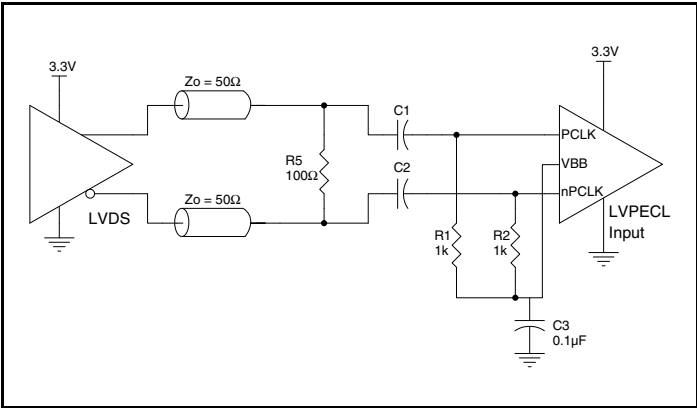 3.3V
3.3V
Zo = 50Ω
C1
PCLK
R5
100Ω
C2
VBB
Zo = 50Ω
nPCLK
LVDS
LVPECL
Input
R1
1k
R2
1k
C3
0.1µF